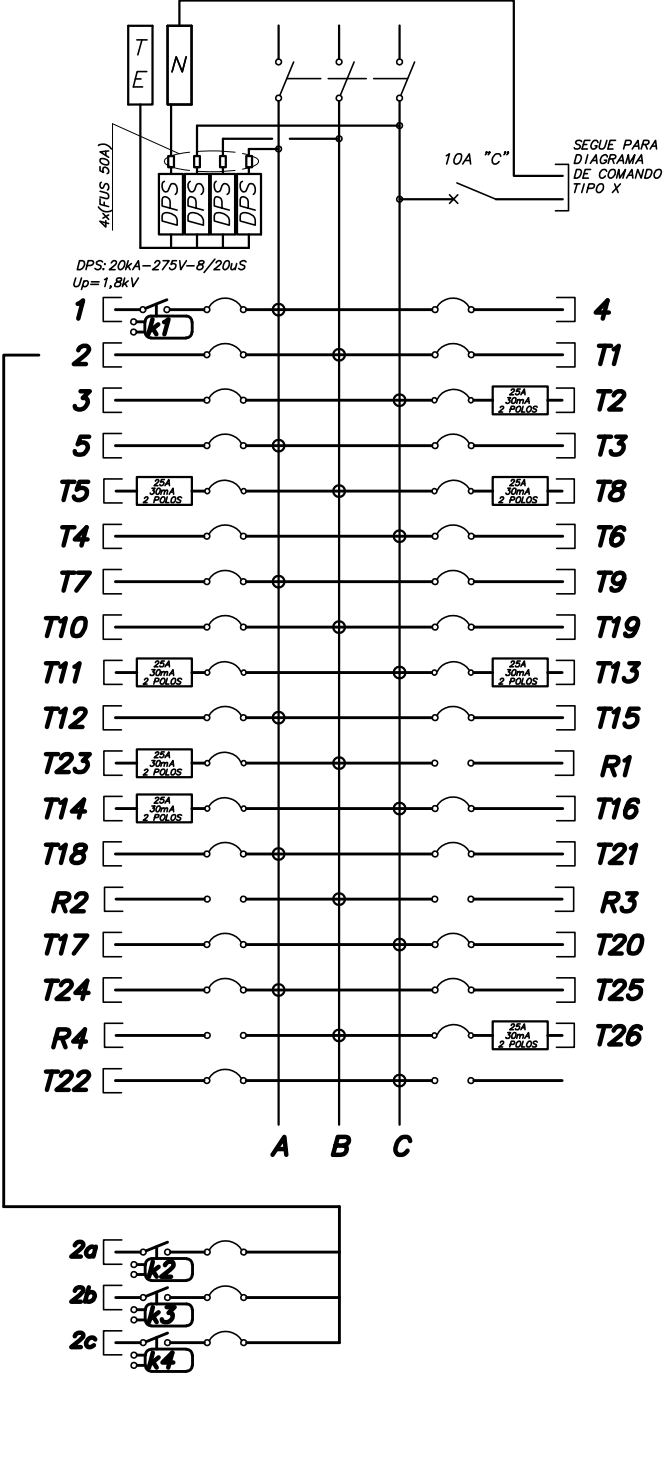 T
E
N
4x(FUS 50A)
DPS
DPS
DPS
DPS
10A "C"
SEGUE PARA
DIAGRAMA
DE COMANDO
TIPO X
DPS: 20kA-275V-8/20uS
Up=1,8kV
1
k1
4
2
T1
3
25A
30mA
2 POLOS
T2
5
T3
T5
25A
30mA
2 POLOS
25A
30mA
2 POLOS
T8
T4
T6
T7
T9
T10
T19
T11
25A
30mA
2 POLOS
25A
30mA
2 POLOS
T13
T12
T15
T23
25A
30mA
2 POLOS
R1
T14
25A
30mA
2 POLOS
T16
T18
T21
R2
R3
T17
T20
T24
T25
R4
25A
30mA
2 POLOS
T26
T22
A B C
2a
k2
2b
k3
2c
k4